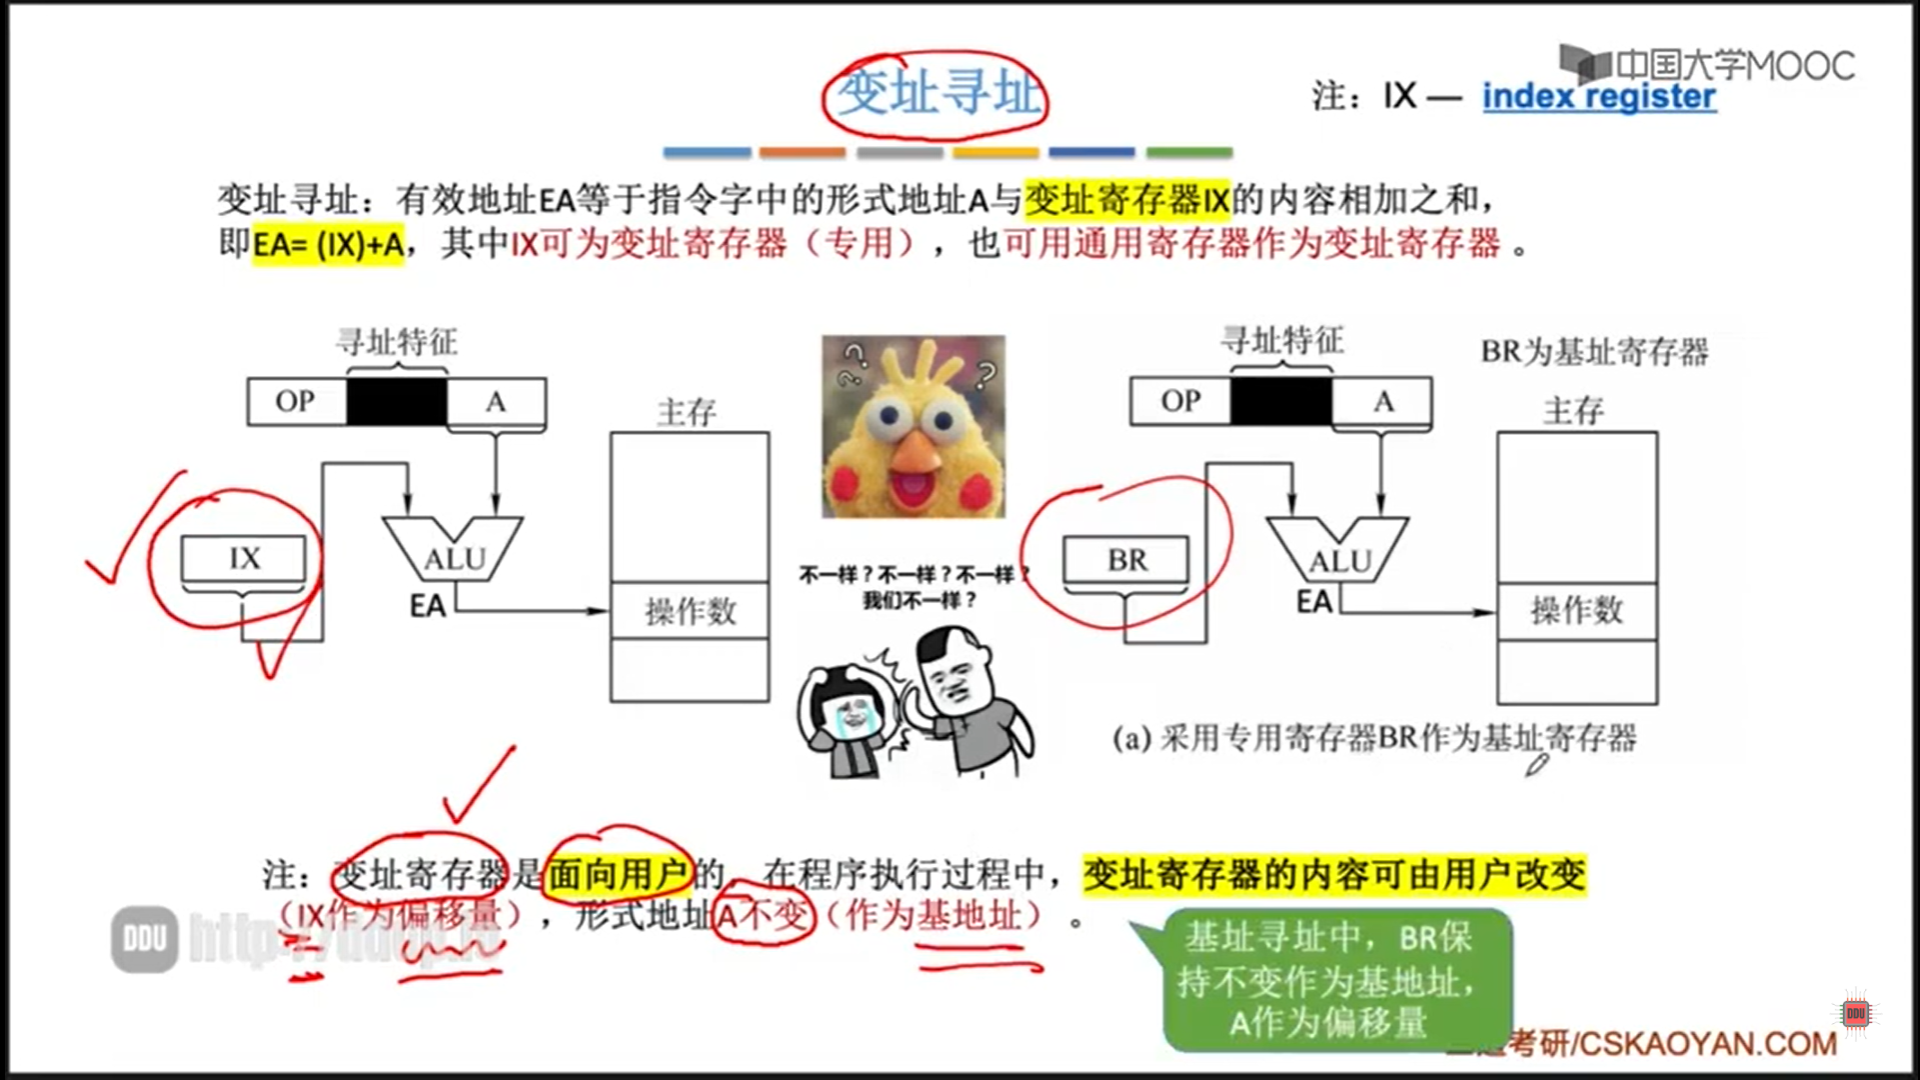 中国大学MOOC
变址寻址
注：IX — index register
变址寻址：有效地址EA等于指令字中的形式地址A与变址寄存器IX的内容相加之和，
即EA= (IX)+A，其中IX可为变址寄存器（专用），也可用通用寄存器作为变址寄存器 。
寻址特征
OP
A
主存
IX
ALU
EA
操作数
? ? ?
不一样？不一样？不一样？
我们不一样？
寻址特征
BR为基址寄存器
OP
A
主存
BR
ALU
EA
操作数
(a) 采用专用寄存器BR作为基址寄存器
注：变址寄存器是面向用户的，在程序执行过程中，变址寄存器的内容可由用户改变
（IX作为偏移量），形式地址A不变（作为基地址）。
基址寻址中，BR保
持不变作为基地址，
A作为偏移量
DDU
DDU
考研/CSKAOYAN.COM